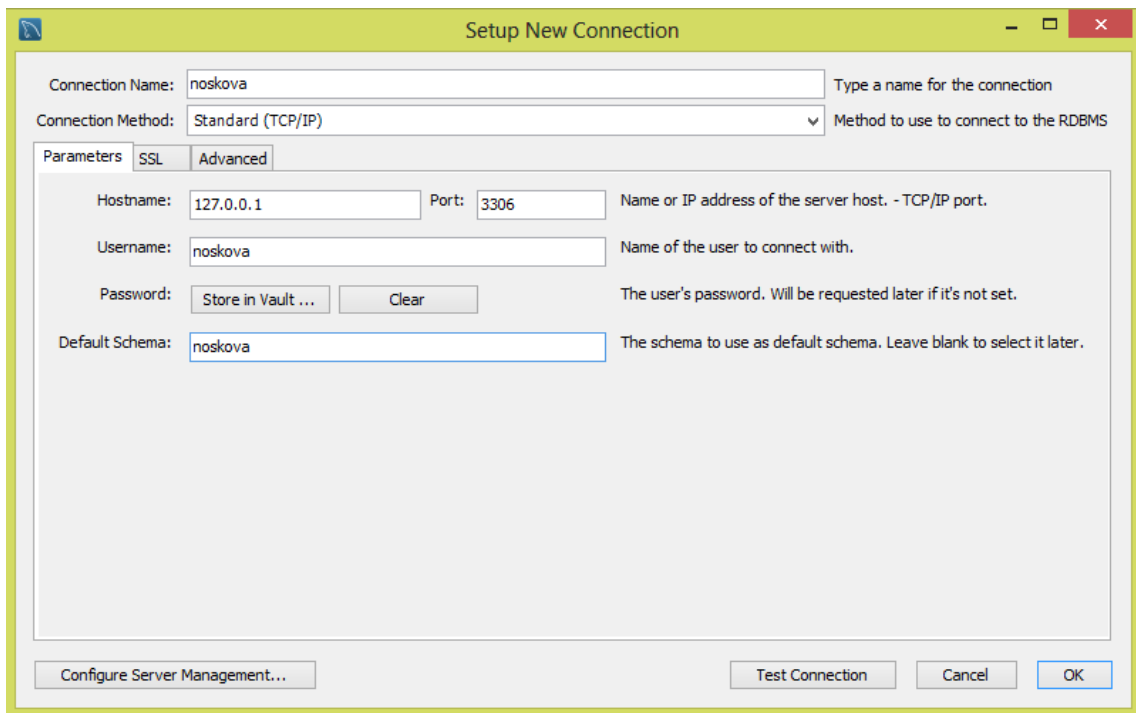 Setup New Connection
Connection Name: noskova Type a name for the connection
Connection Method: Standard (TCP/IP) Method to use to connect to the RDBMS
Parameters SSL Advanced
Hostname: 127.0.0.1 Port: 3306 Name or IP address of the server host. - TCP/IP port.
Username: noskova Name of the user to connect with.
Password: Store in Vault ... Clear The user's password. Will be requested later if it's not set.
Default Schema: noskova The schema to use as default schema. Leave blank to select it later.
Configure Server Management... Test Connection Cancel OK